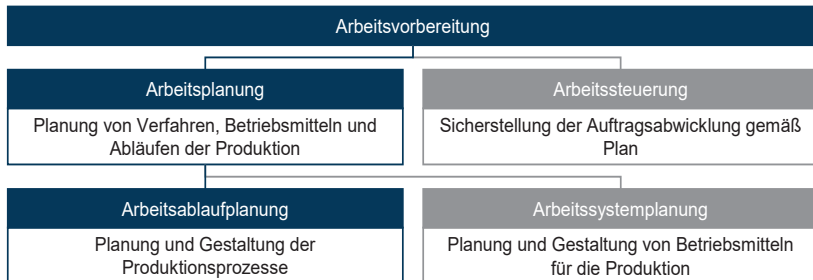 Arbeitsvorbereitung
Arbeitsplanung
Planung von Verfahren, Betriebsmitteln und
Abläufen der Produktion
Arbeitssteuerung
Sicherstellung der Auftragsabwicklung gemäß
Plan
Arbeitsablaufplanung
Planung und Gestaltung der
Produktionsprozesse
Arbeitssystemplanung
Planung und Gestaltung von Betriebsmitteln
für die Produktion